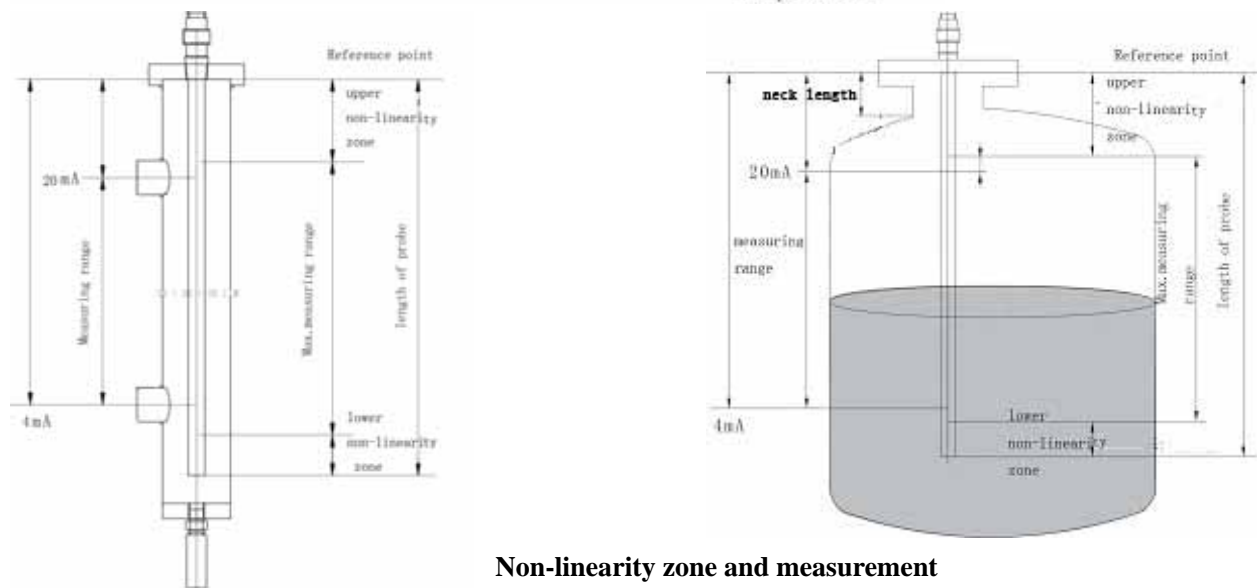 Reference point
upper
non-linearity
zone
20mA
Measuring range
Max.measuring range
length of probe
4mA
lower
non-linearity
zone
Reference point
neck length
upper
non-linearity
zone
20mA
measuring
range
Max.measuring
range
length of probe
4mA
lower
non-linearity
zone
Non-linearity zone and measurement